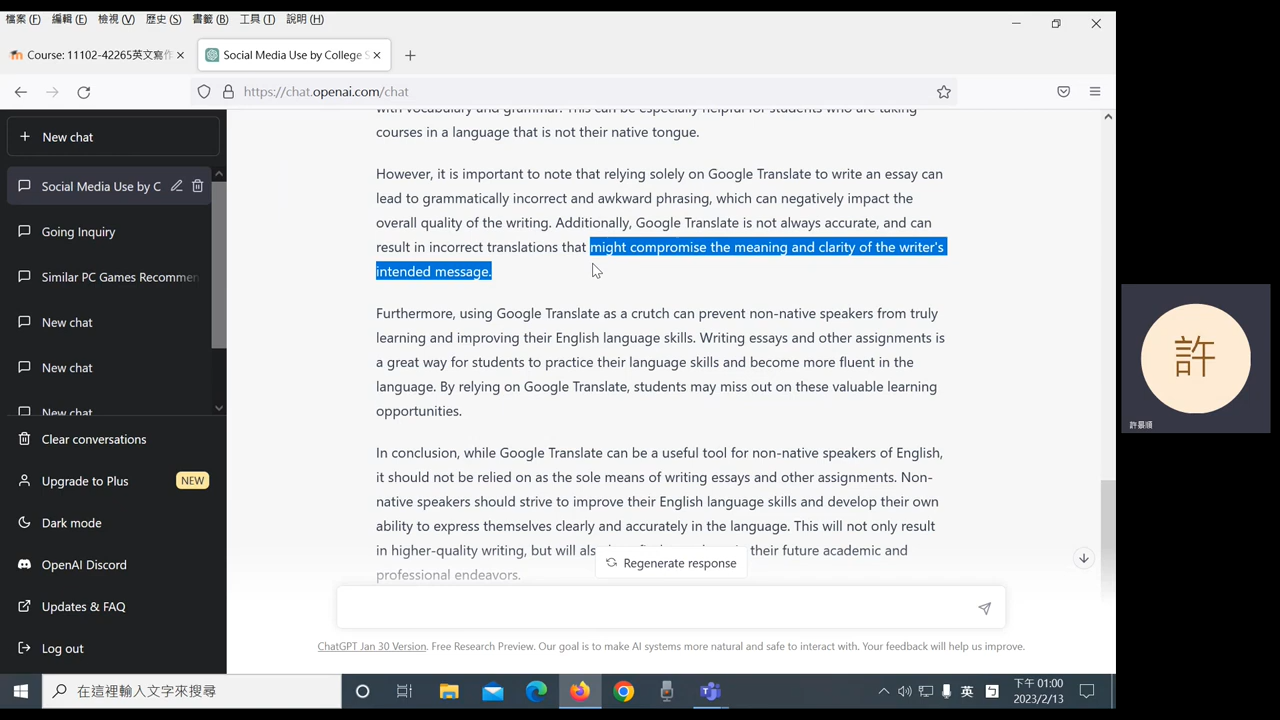 檔案 (F) 編輯 (E) 檢視 (V) 歷史 (S) 書籤 (B) 工具 (T) 說明 (H)
Course: 11102-42265英文寫作
Social Media Use by College S
https://chat.openai.com/chat
New chat
Social Media Use by C
Going Inquiry
Similar PC Games Recommen
New chat
New chat
New chat
Clear conversations
Upgrade to Plus NEW
Dark mode
OpenAI Discord
Updates & FAQ
Log out
with vocabulary and grammar. This can be especially helpful for students who are taking
courses in a language that is not their native tongue.
However, it is important to note that relying solely on Google Translate to write an essay can
lead to grammatically incorrect and awkward phrasing, which can negatively impact the
overall quality of the writing. Additionally, Google Translate is not always accurate, and can
result in incorrect translations that might compromise the meaning and clarity of the writer's
intended message.
Furthermore, using Google Translate as a crutch can prevent non-native speakers from truly
learning and improving their English language skills. Writing essays and other assignments is
a great way for students to practice their language skills and become more fluent in the
language. By relying on Google Translate, students may miss out on these valuable learning
opportunities.
In conclusion, while Google Translate can be a useful tool for non-native speakers of English,
it should not be relied on as the sole means of writing essays and other assignments. Non-
native speakers should strive to improve their English language skills and develop their own
ability to express themselves clearly and accurately in the language. This will not only result
in higher-quality writing, but will als their future academic and
professional endeavors.
Regenerate response
ChatGPT Jan 30 Version. Free Research Preview. Our goal is to make AI systems more natural and safe to interact with. Your feedback will help us improve.
許
許景順
在這裡輸入文字來搜尋
英
下午 01:00
2023/2/13